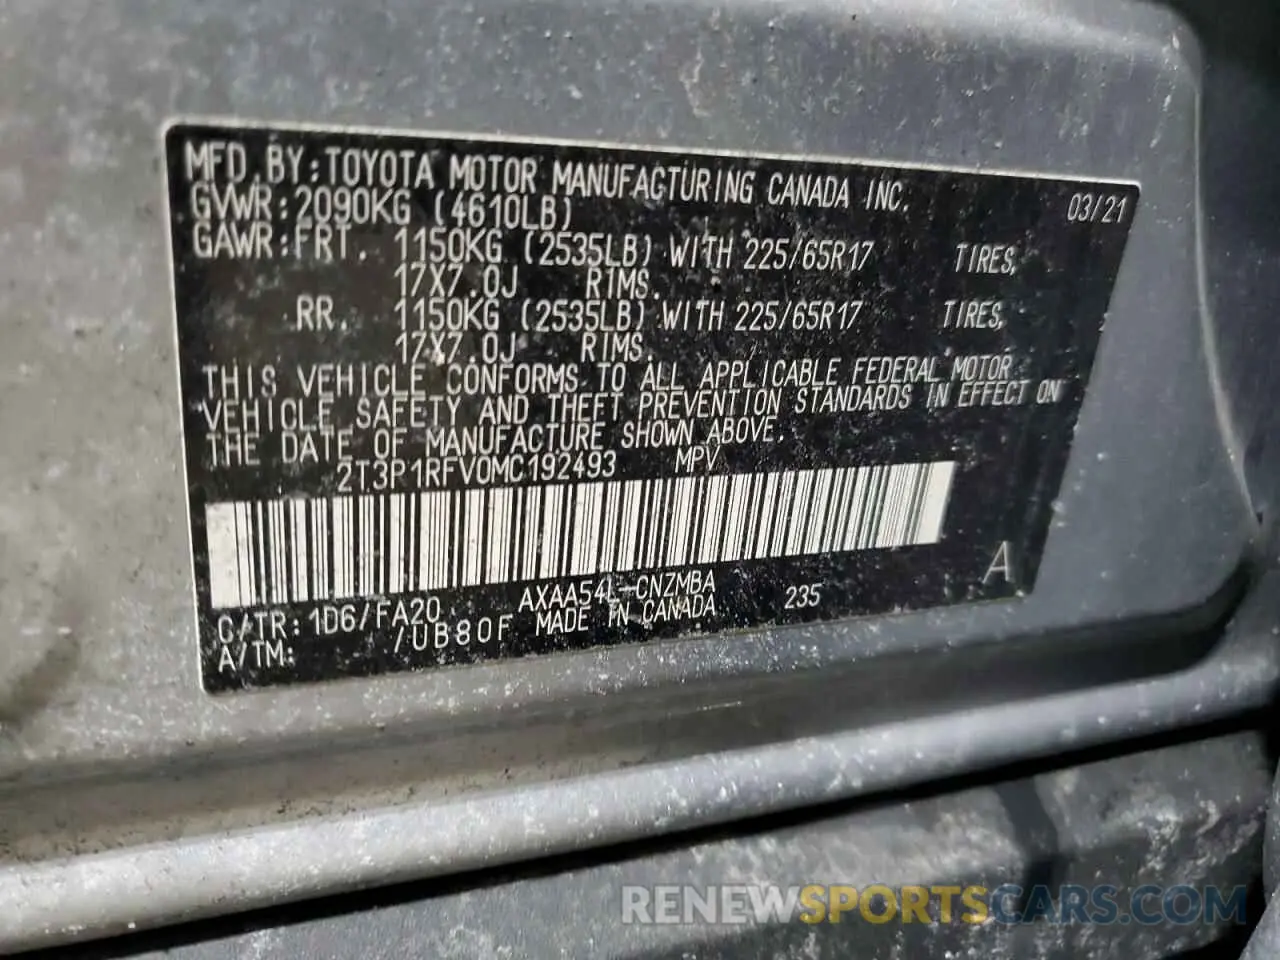 MFD.BY:TOYOTA MOTOR MANUFACTURING CANADA INC. 03/21
GVWR:2090KG (4610LB)
GAWR:FRT. 1150KG (2535LB) WITH 225/65R17 TIRES,
17X7.0J RIMS.
RR. 1150KG (2535LB) WITH 225/65R17 TIRES,
17X7.0J RIMS.
THIS VEHICLE CONFORMS TO ALL APPLICABLE FEDERAL MOTOR
VEHICLE SAFETY AND THEFT PREVENTION STANDARDS IN EFFECT ON
THE DATE OF MANUFACTURE SHOWN ABOVE.
2T3P1RFV0MC192493 MPV
C/TR:1D6/FA20 AXAA54L-CNZMBA 235 A
A/TM: /UB80F MADE IN CANADA
RENEWSPORTSCARS.COM